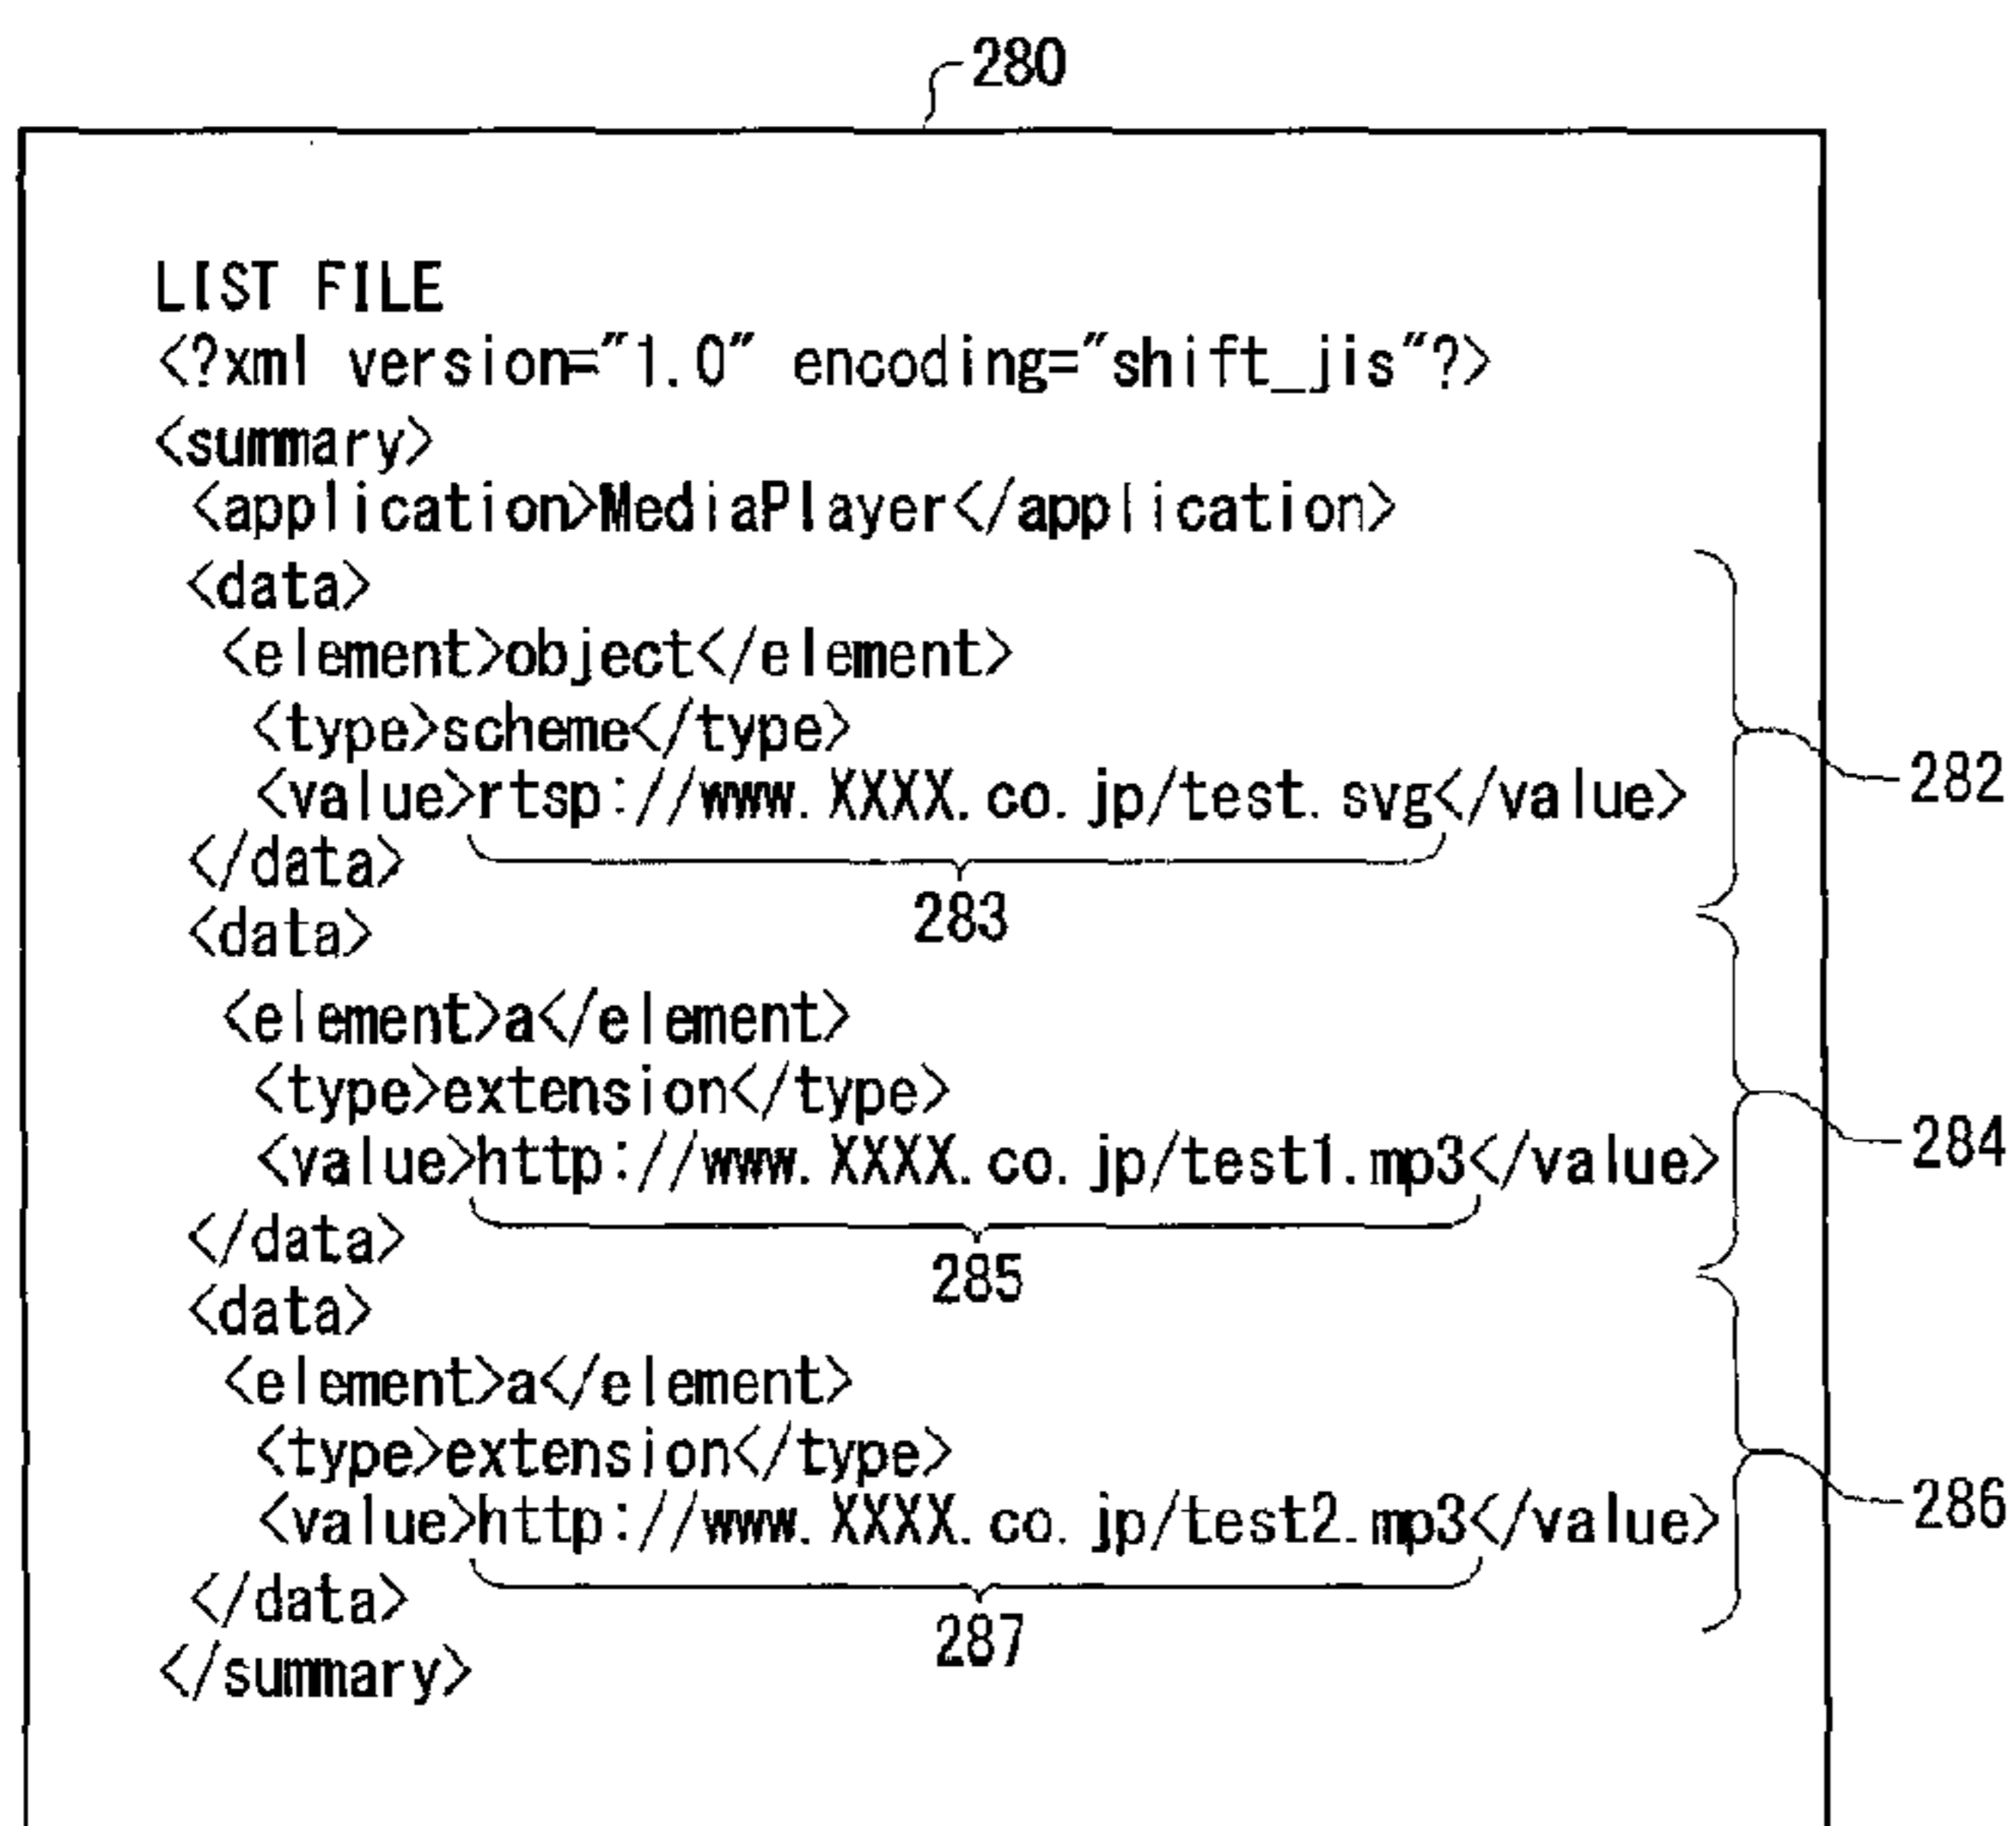 280
LIST FILE
<?xml version="1.0" encoding="shift_jis"?>
<summary>
<application>MediaPlayer</application>
<data>
<element>object</element>
<type>scheme</type>
<value>rtsp://www.XXXX.co.jp/test.svg</value>
282
</data>
283
<data>
<element>a</element>
<type>extension</type>
<value>http://www.XXXX.co.jp/test1.mp3</value>
284
</data>
285
<data>
<element>a</element>
<type>extension</type>
<value>http://www.XXXX.co.jp/test2.mp3</value>
286
</data>
287
</summary>